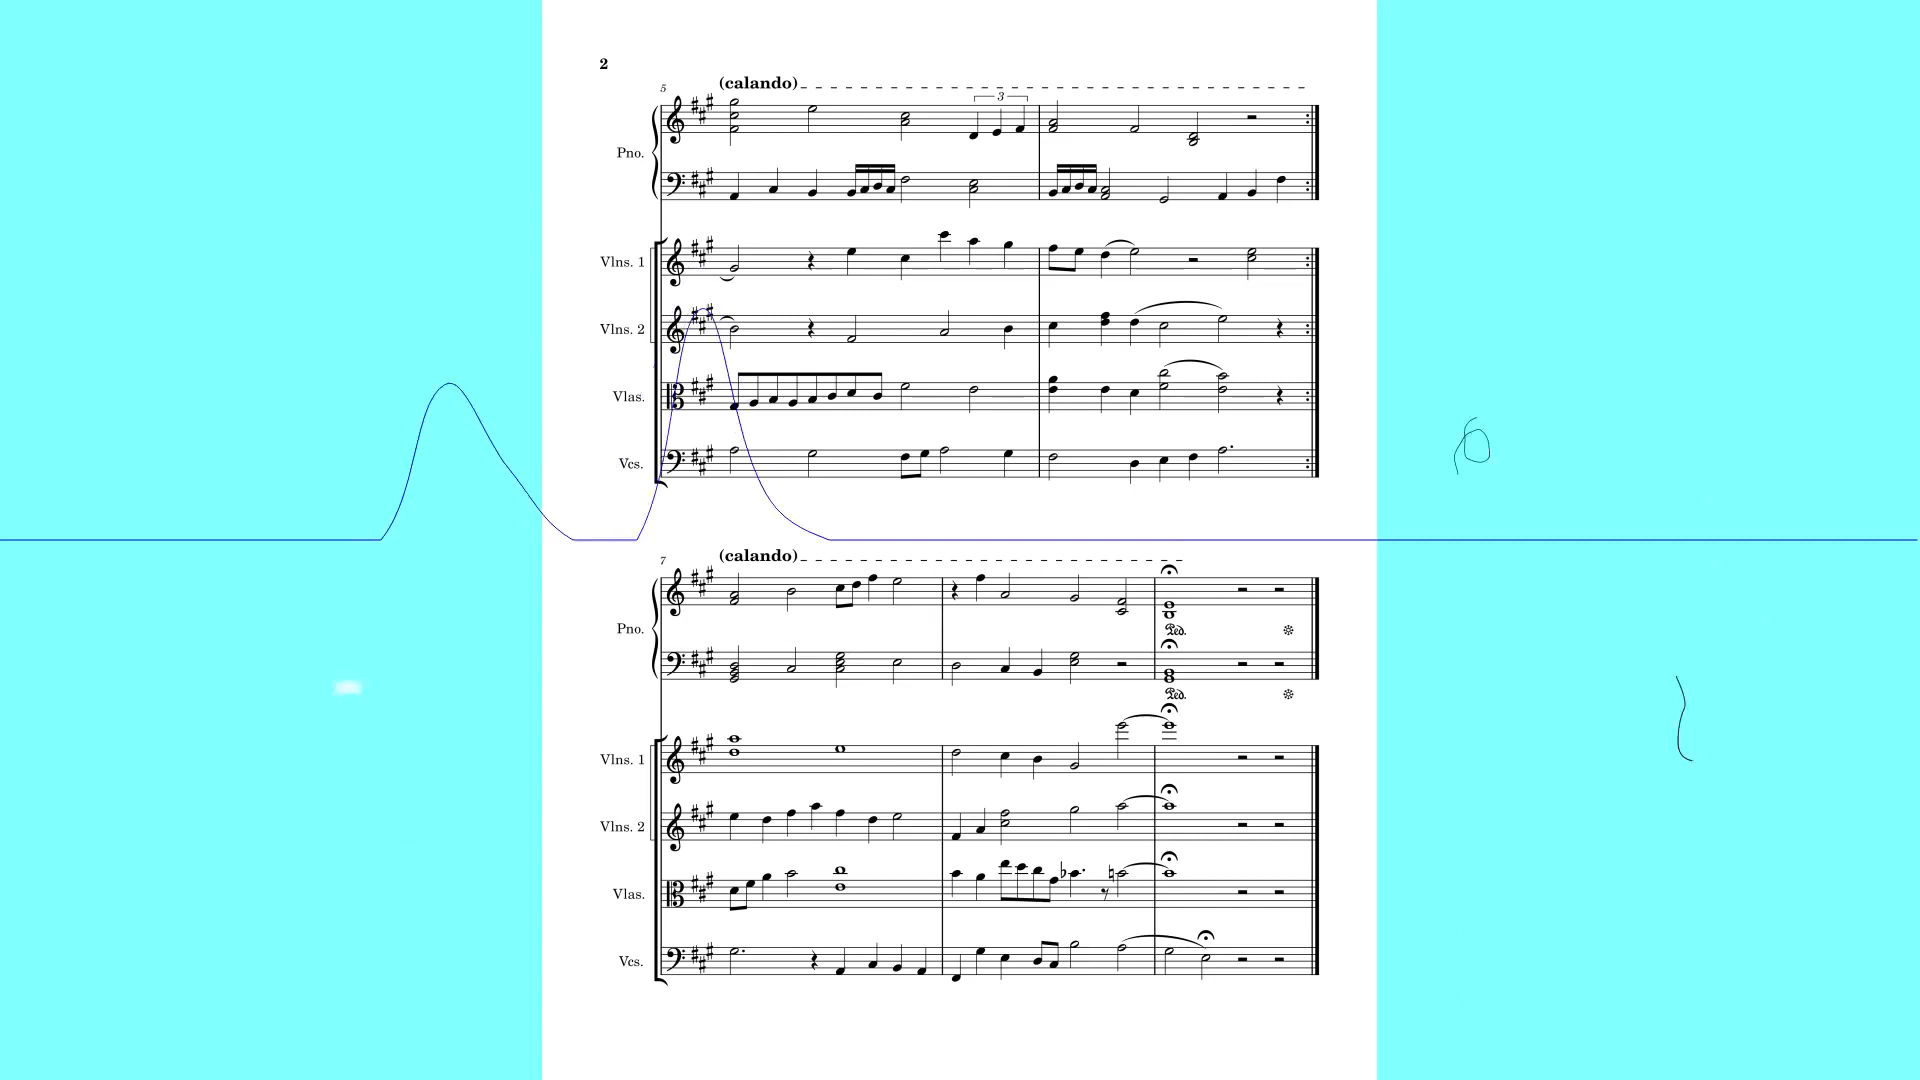 2
(calando)
5
3
Pno.
Vlns. 1
Vlns. 2
Vlas.
Vcs.
(calando)
7
Pno.
Ped.
Ped.
Vlns. 1
Vlns. 2
Vlas.
Vcs.